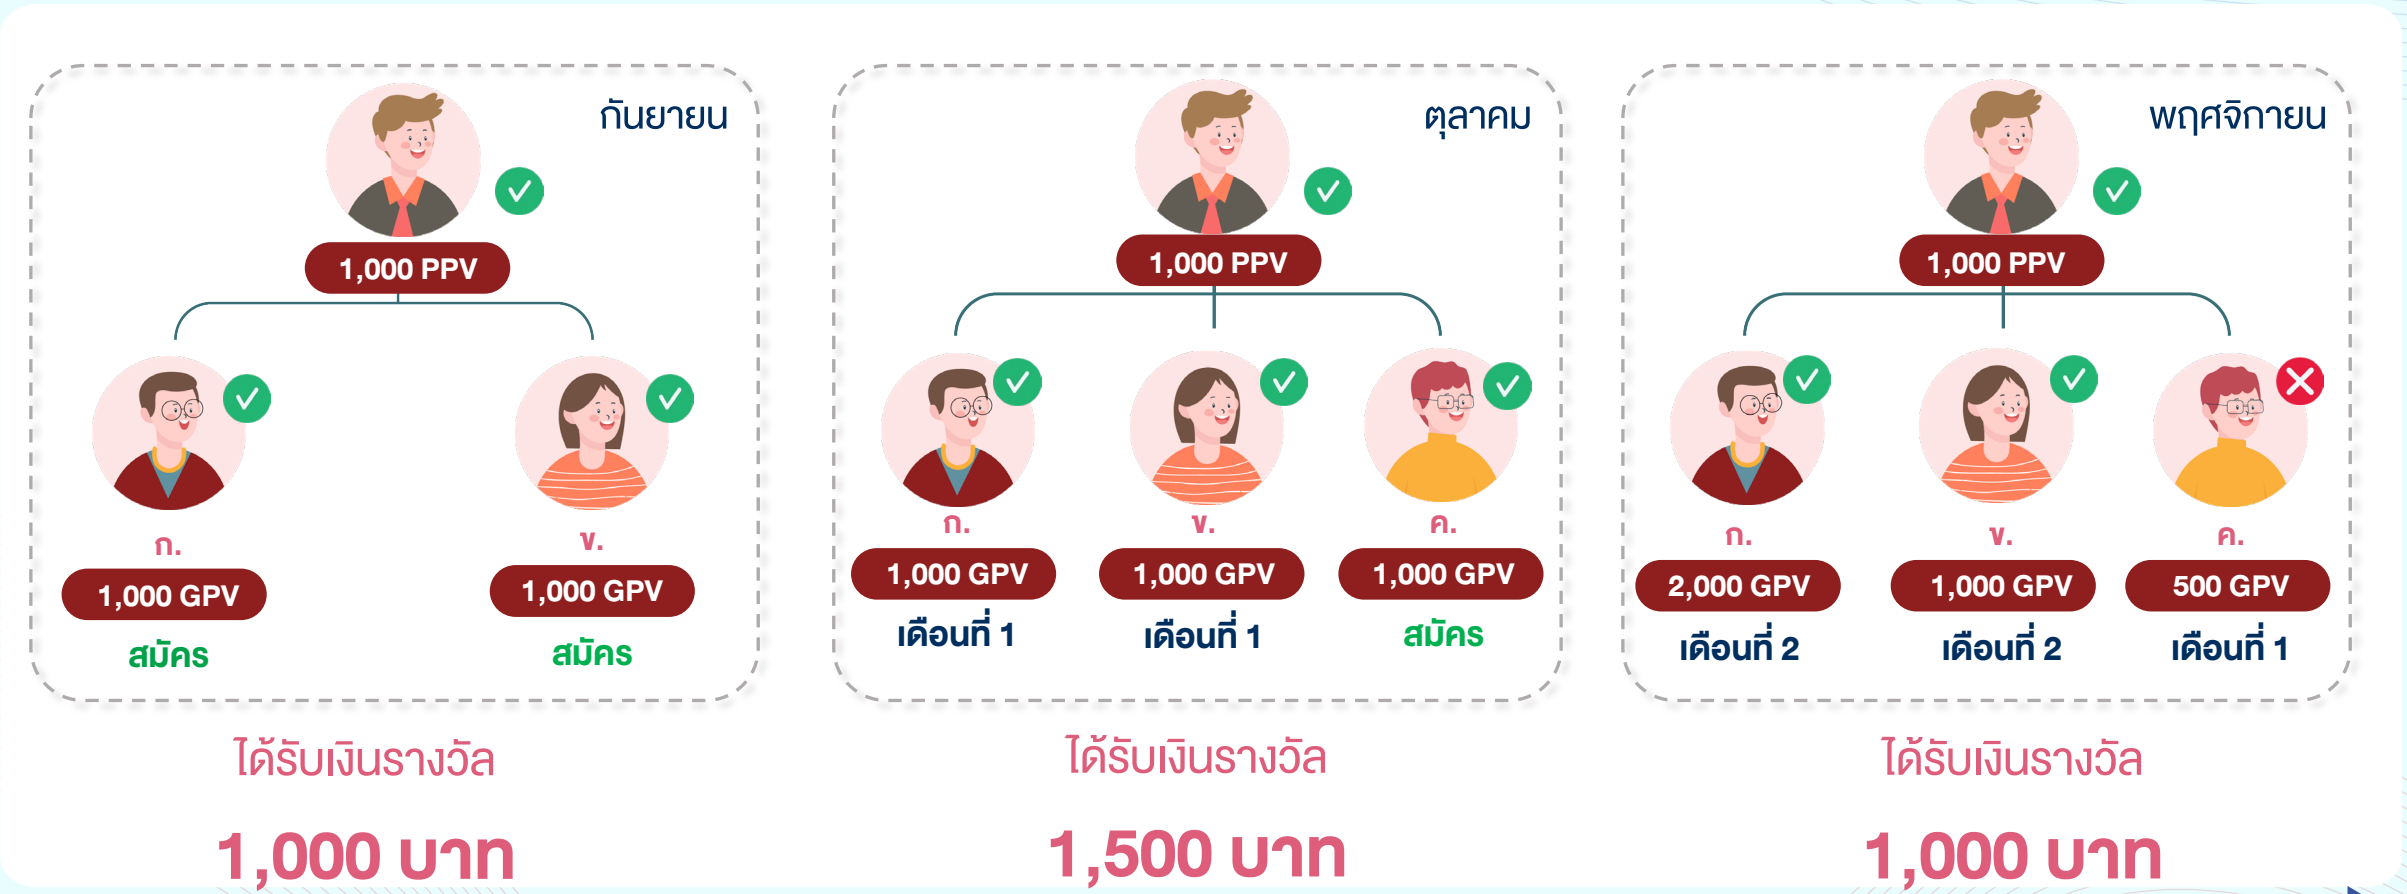 กันยายน
1,000 PPV
ก.
1,000 GPV
สมัคร
ข.
1,000 GPV
สมัคร
ได้รับเงินรางวัล
1,000 บาท
ตุลาคม
1,000 PPV
ก.
1,000 GPV
เดือนที่ 1
ข.
1,000 GPV
เดือนที่ 1
ค.
1,000 GPV
สมัคร
ได้รับเงินรางวัล
1,500 บาท
พฤศจิกายน
1,000 PPV
ก.
2,000 GPV
เดือนที่ 2
ข.
1,000 GPV
เดือนที่ 2
ค.
500 GPV
เดือนที่ 1
ได้รับเงินรางวัล
1,000 บาท